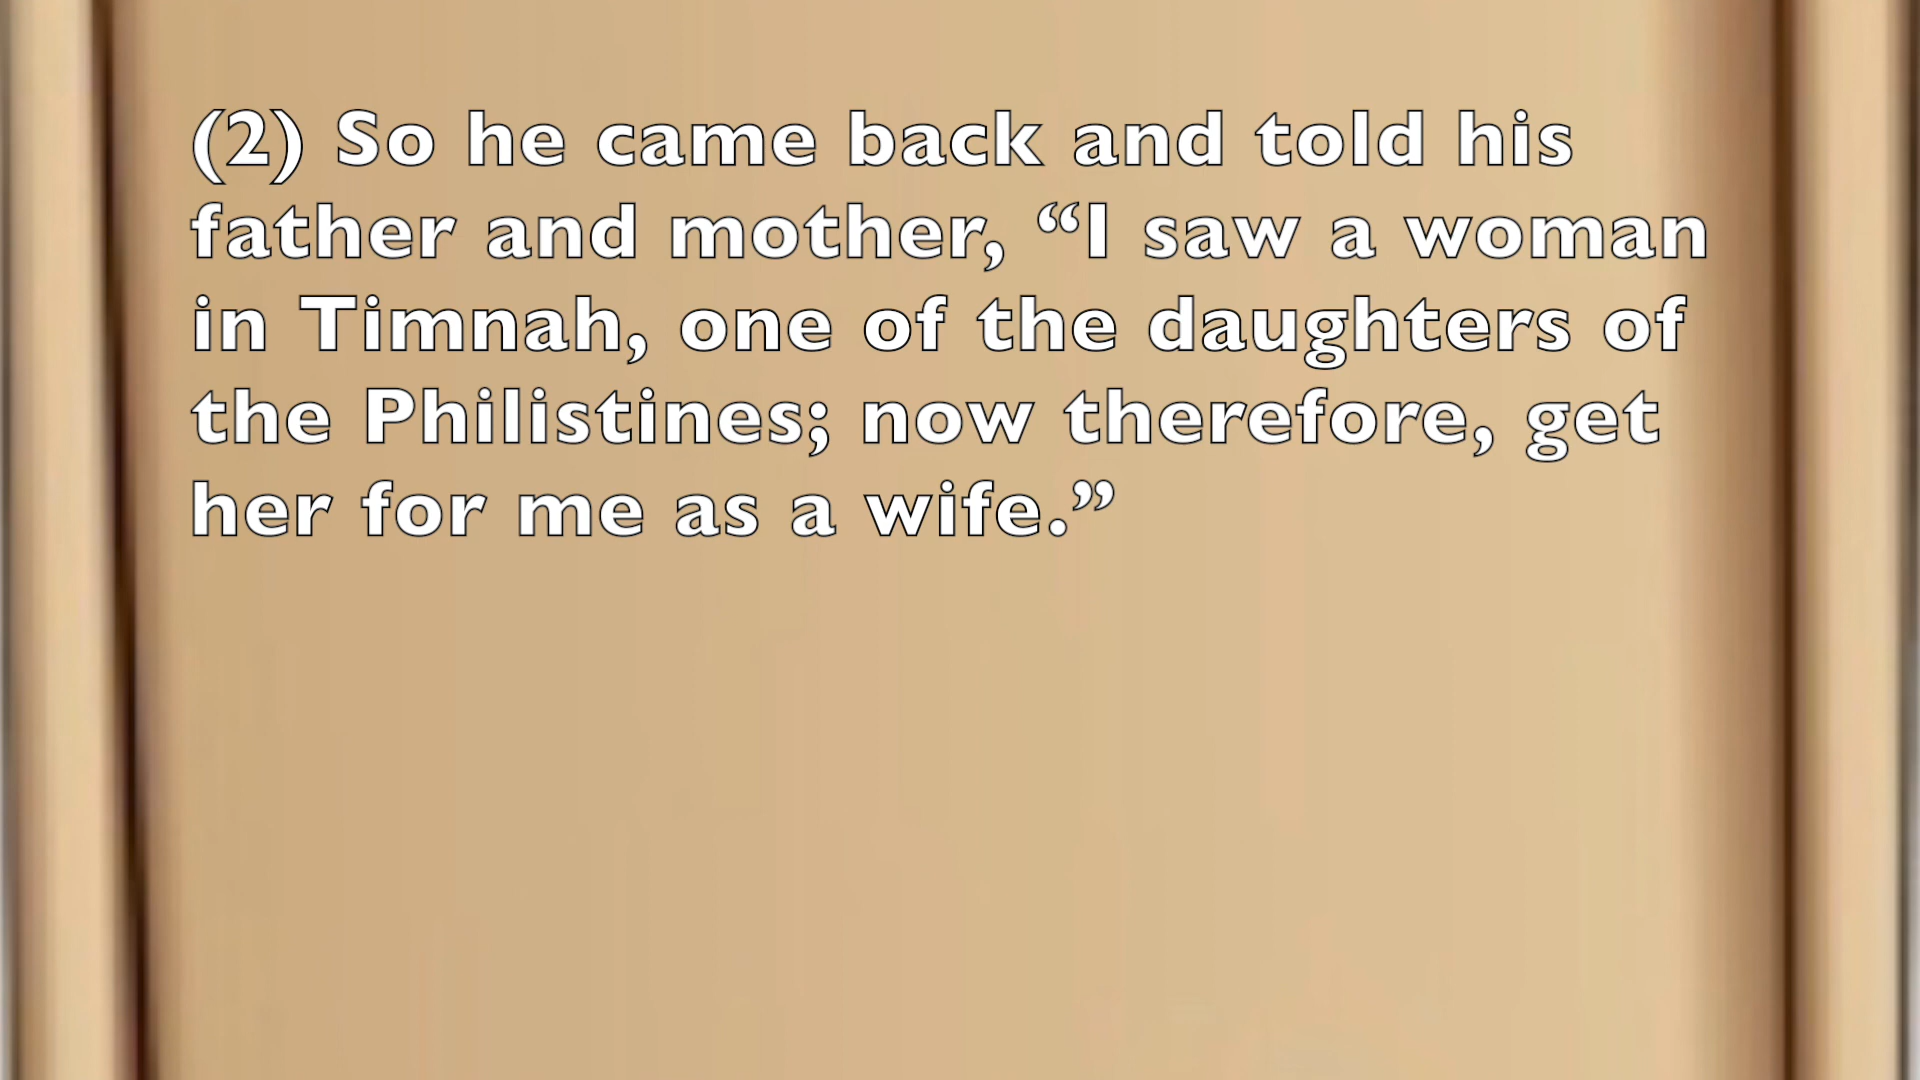 (2) So he came back and told his
father and mother, “I saw a woman
in Timnah, one of the daughters of
the Philistines; now therefore, get
her for me as a wife.”